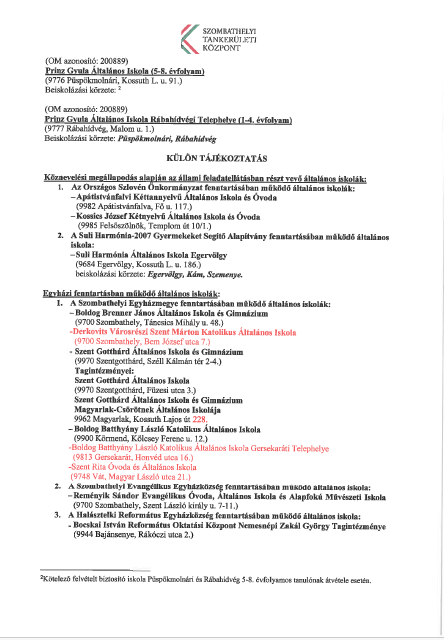 SZOMBATHELYI
TANKERÜLETI
KÖZPONT
(OM azonosító: 200889)
Prinz Gyula Általános Iskola (5-8. évfolyam)
(9776 Püspökmolnári, Kossuth L. u. 91.)
Beiskolázási körzete: ²
(OM azonosító: 200889)
Prinz Gyula Általános Iskola Rábahídvégi Telephelye (1-4. évfolyam)
(9777 Rábahídvég, Malom u. 1.)
Beiskolázási körzete: Püspökmolnári, Rábahídvég
KÜLÖN TÁJÉKOZTATÁS
Köznevelési megállapodás alapján az állami feladatellátásban részt vevő általános iskolák:
1. Az Országos Szlovén Önkormányzat fenntartásában működő általános iskolák:
– Apátistvánfalvi Kéttannyelvű Általános Iskola és Óvoda
(9982 Apátistvánfalva, Fő u. 117.)
– Kossics József Kétnyelvű Általános Iskola és Óvoda
(9985 Felsőszölnök, Templom út 10/1.)
2. A Suli Harmónia-2007 Gyermekeket Segítő Alapítvány fenntartásában működő általános
iskola:
– Suli Harmónia Általános Iskola Egervölgy
(9684 Egervölgy, Kossuth L. u. 186.)
beiskolázási körzete: Egervölgy, Kám, Szemenye.
Egyházi fenntartásban működő általános iskolák:
1. A Szombathelyi Egyházmegye fenntartásában működő általános iskolák:
– Boldog Brenner János Általános Iskola és Gimnázium
(9700 Szombathely, Táncsics Mihály u. 48.)
-Derkovits Városrészi Szent Márton Katolikus Általános Iskola
(9700 Szombathely, Bem József utca 7.)
- Szent Gotthárd Általános Iskola és Gimnázium
(9970 Szentgotthárd, Széll Kálmán tér 2-4.)
Tagintézményei:
Szent Gotthárd Általános Iskola
(9970 Szentgotthárd, Füzesi utca 3.)
Szent Gotthárd Általános Iskola és Gimnázium
Magyarlak-Csörötnek Általános Iskolája
9962 Magyarlak, Kossuth Lajos út 228.
– Boldog Batthyány László Katolikus Általános Iskola
(9900 Körmend, Kölcsey Ferenc u. 12.)
-Boldog Batthyány László Katolikus Általános Iskola Gersekaráti Telephelye
(9813 Gersekarát, Honvéd utca 16.)
-Szent Rita Óvoda és Általános Iskola
(9748 Vát, Magyar László utca 21.)
2. A Szombathelyi Evangélikus Egyházközség fenntartásában működő általános iskola:
– Reményik Sándor Evangélikus Óvoda, Általános Iskola és Alapfokú Művészeti Iskola
(9700 Szombathely, Szent László király u. 7-11.)
3. A Halásztelki Református Egyházközség fenntartásában működő általános iskola:
- Bocskai István Református Oktatási Központ Nemesnépi Zakál György Tagintézménye
(9944 Bajánsenye, Rákóczi utca 2.)
²Kötelező felvételt biztosító iskola Püspökmolnári és Rábahídvég 5-8. évfolyamos tanulónak átvétele esetén.